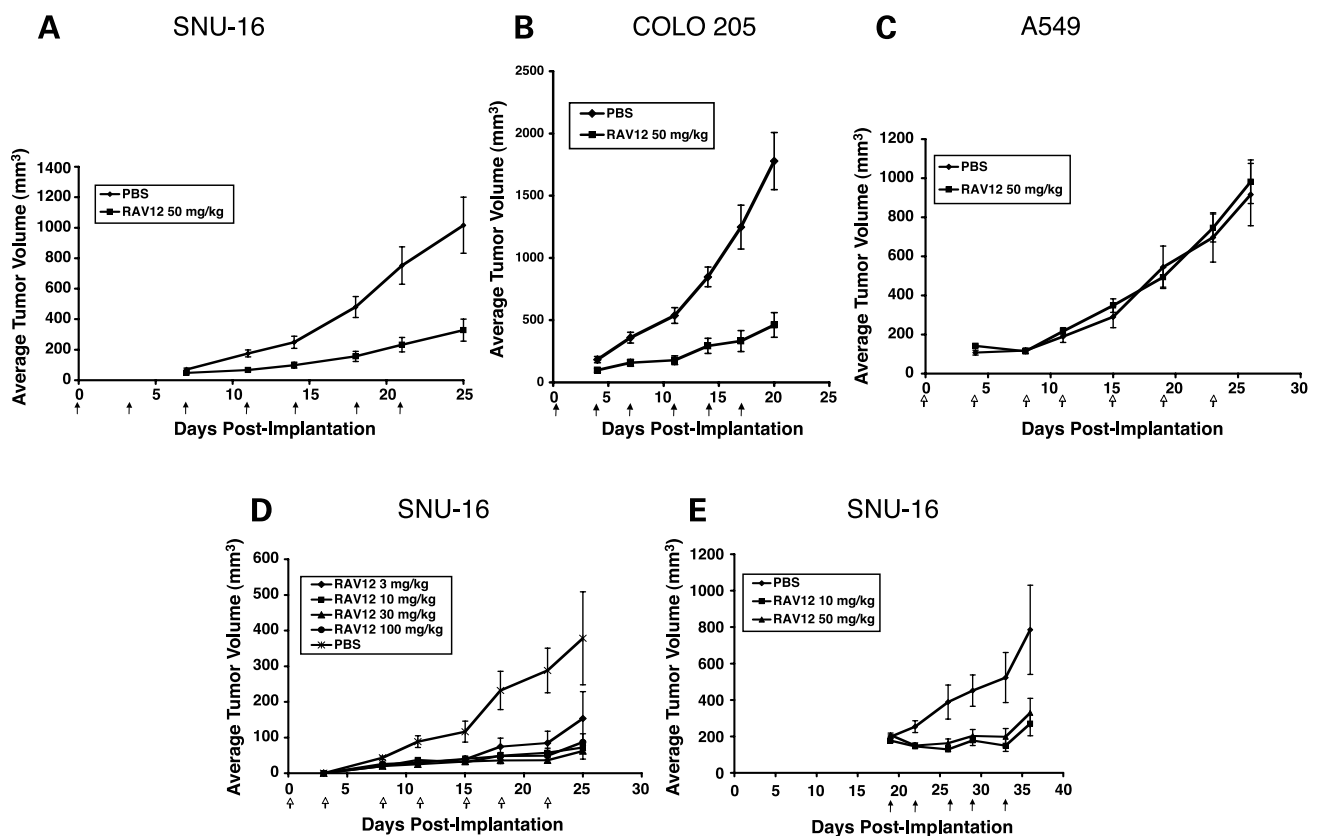 A SNU-16
Average Tumor Volume (mm³)
1400
1200
1000
800
600
400
200
0
PBS
RAV12 50 mg/kg
0 5 10 15 20 25
Days Post-Implantation
B COLO 205
Average Tumor Volume (mm³)
2500
2000
1500
1000
500
0
PBS
RAV12 50 mg/kg
0 5 10 15 20 25
Days Post-Implantation
C A549
Average Tumor Volume (mm³)
1200
1000
800
600
400
200
0
PBS
RAV12 50 mg/kg
0 5 10 15 20 25 30
Days Post-Implantation
D SNU-16
Average Tumor Volume (mm³)
600
500
400
300
200
100
0
RAV12 3 mg/kg
RAV12 10 mg/kg
RAV12 30 mg/kg
RAV12 100 mg/kg
PBS
0 5 10 15 20 25 30
Days Post-Implantation
E SNU-16
Average Tumor Volume (mm³)
1200
1000
800
600
400
200
0
PBS
RAV12 10 mg/kg
RAV12 50 mg/kg
0 5 10 15 20 25 30 35 40
Days Post-Implantation